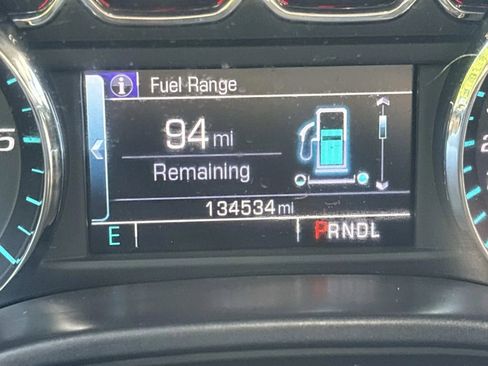 Fuel Range
94 mi
Remaining
134534 mi
E
PRNDL